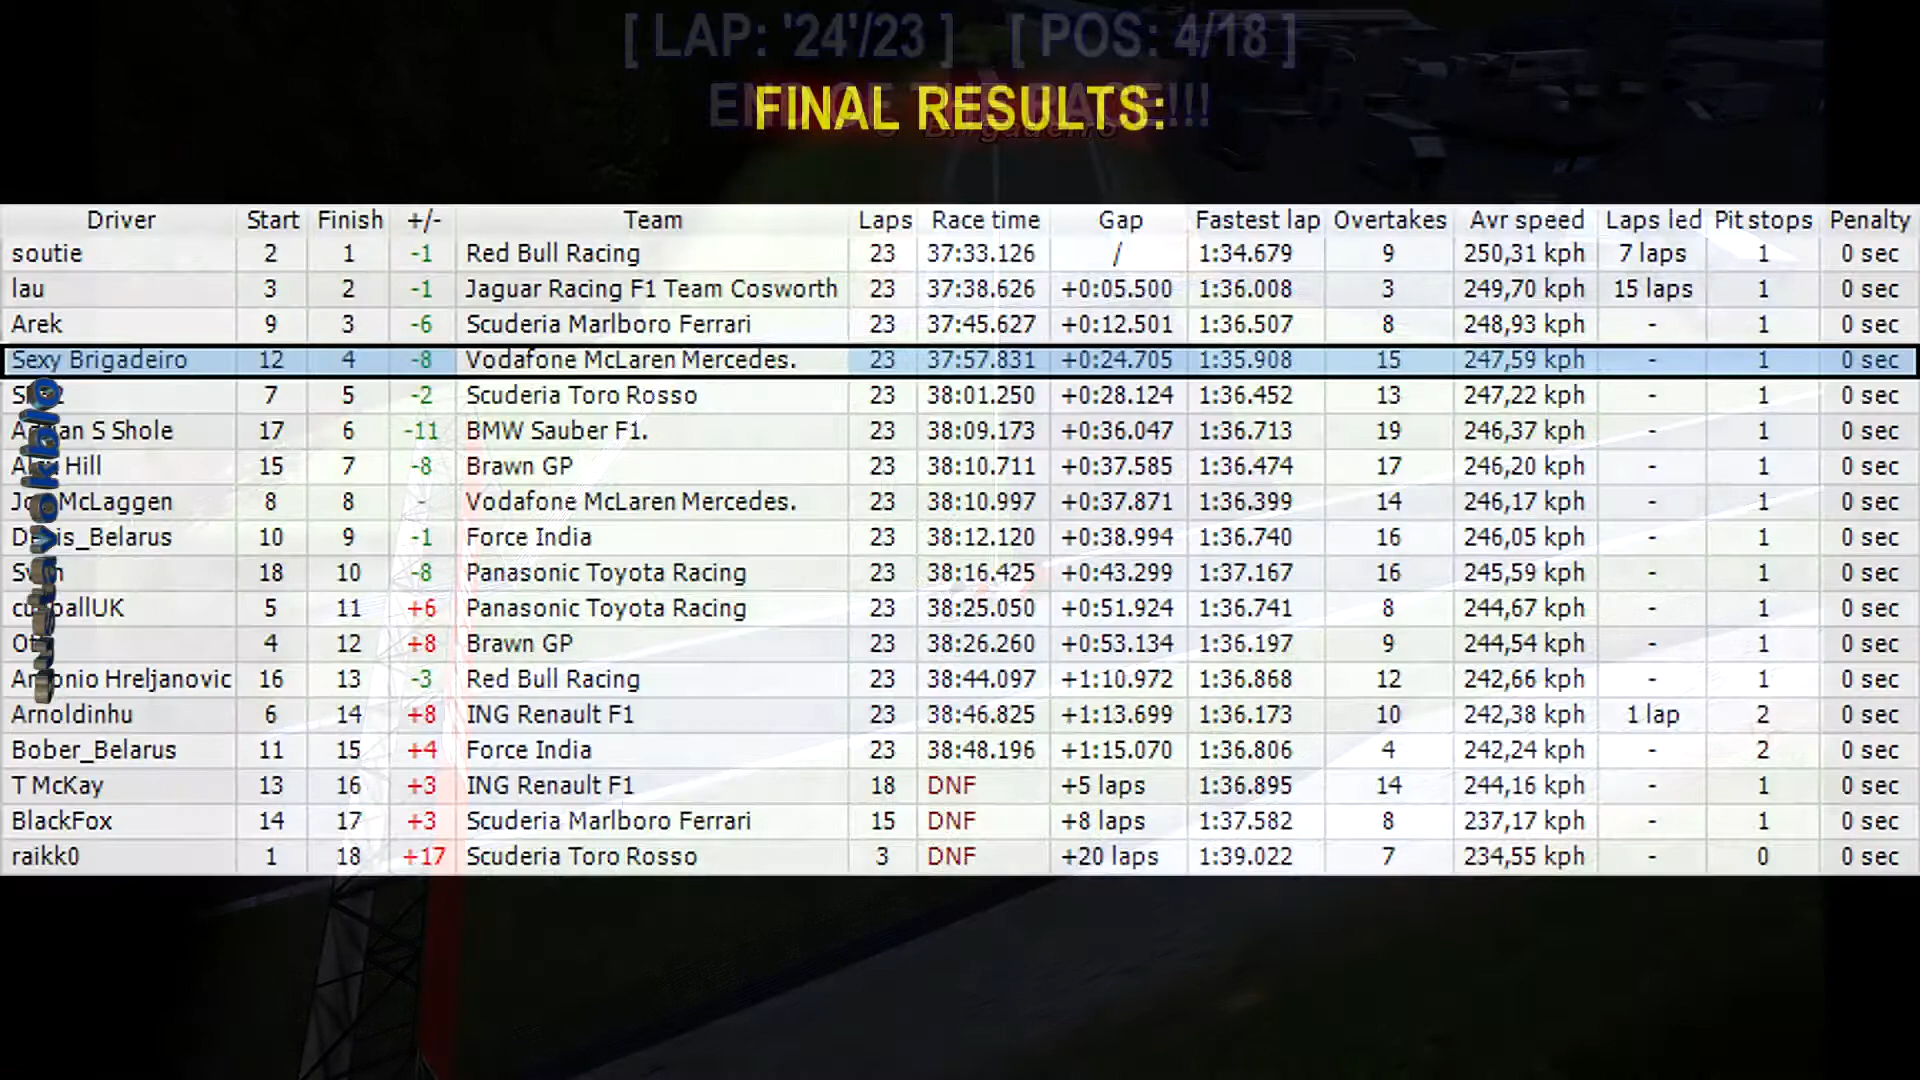 [ LAP: '24'/23 ] [ POS: 4/18 ]
FINAL RESULTS:
Driver Start Finish +/- Team Laps Race time Gap Fastest lap Overtakes Avr speed Laps led Pit stops Penalty
soutie 2 1 -1 Red Bull Racing 23 37:33.126 / 1:34.679 9 250,31 kph 7 laps 1 0 sec
lau 3 2 -1 Jaguar Racing F1 Team Cosworth 23 37:38.626 +0:05.500 1:36.008 3 249,70 kph 15 laps 1 0 sec
Arek 9 3 -6 Scuderia Marlboro Ferrari 23 37:45.627 +0:12.501 1:36.507 8 248,93 kph - 1 0 sec
Sexy Brigadeiro 12 4 -8 Vodafone McLaren Mercedes. 23 37:57.831 +0:24.705 1:35.908 15 247,59 kph - 1 0 sec
7 5 -2 Scuderia Toro Rosso 23 38:01.250 +0:28.124 1:36.452 13 247,22 kph - 1 0 sec
S Shole 17 6 -11 BMW Sauber F1. 23 38:09.173 +0:36.047 1:36.713 19 246,37 kph - 1 0 sec
Hill 15 7 -8 Brawn GP 23 38:10.711 +0:37.585 1:36.474 17 246,20 kph - 1 0 sec
McLaggen 8 8 - Vodafone McLaren Mercedes. 23 38:10.997 +0:37.871 1:36.399 14 246,17 kph - 1 0 sec
Denis_Belarus 10 9 -1 Force India 23 38:12.120 +0:38.994 1:36.740 16 246,05 kph - 1 0 sec
18 10 -8 Panasonic Toyota Racing 23 38:16.425 +0:43.299 1:37.167 16 245,59 kph - 1 0 sec
5 11 +6 Panasonic Toyota Racing 23 38:25.050 +0:51.924 1:36.741 8 244,67 kph - 1 0 sec
4 12 +8 Brawn GP 23 38:26.260 +0:53.134 1:36.197 9 244,54 kph - 1 0 sec
Antonio Hreljanovic 16 13 -3 Red Bull Racing 23 38:44.097 +1:10.972 1:36.868 12 242,66 kph - 1 0 sec
Arnoldinhu 6 14 +8 ING Renault F1 23 38:46.825 +1:13.699 1:36.173 10 242,38 kph 1 lap 2 0 sec
Bober_Belarus 11 15 +4 Force India 23 38:48.196 +1:15.070 1:36.806 4 242,24 kph - 2 0 sec
T McKay 13 16 +3 ING Renault F1 18 DNF +5 laps 1:36.895 14 244,16 kph - 1 0 sec
BlackFox 14 17 +3 Scuderia Marlboro Ferrari 15 DNF +8 laps 1:37.582 8 237,17 kph - 1 0 sec
raikk0 1 18 +17 Scuderia Toro Rosso 3 DNF +20 laps 1:39.022 7 234,55 kph - 0 0 sec